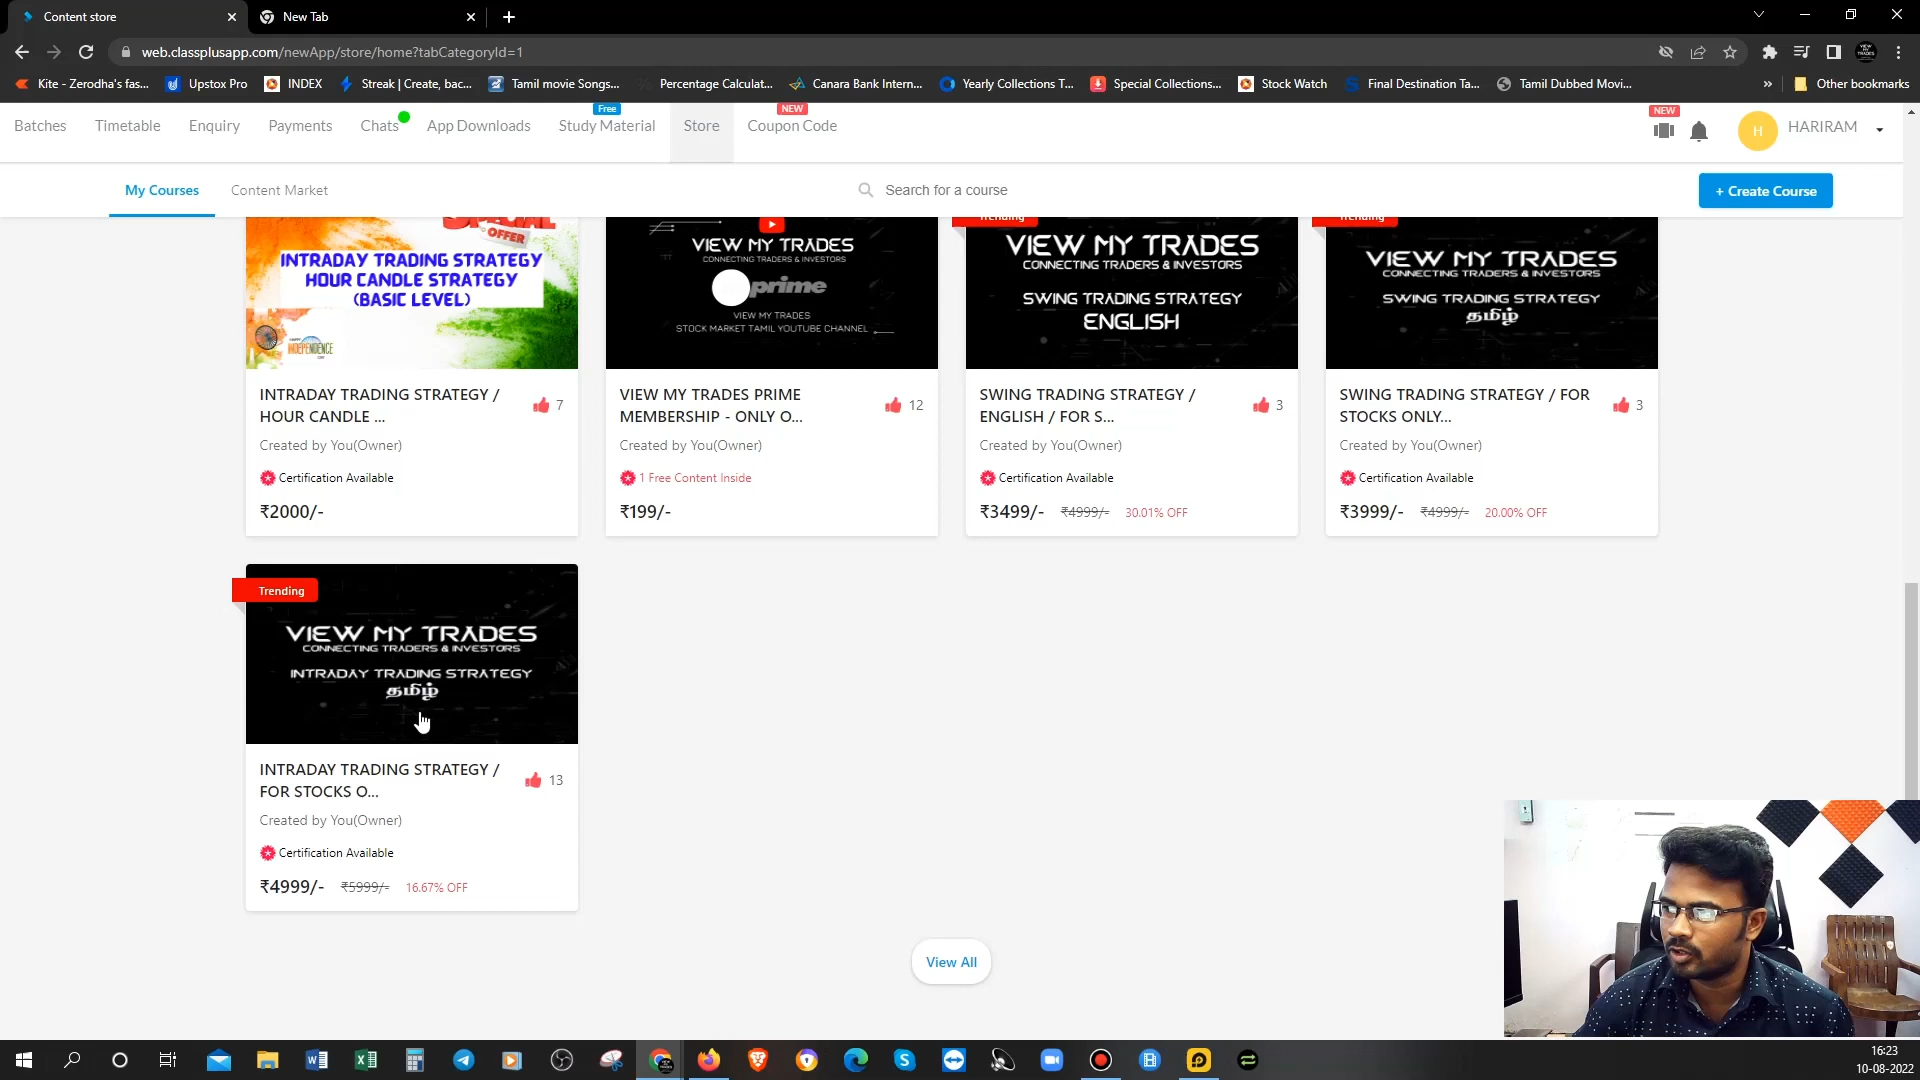 Content store
New Tab
web.classplusapp.com/newApp/store/home?tabCategoryId=1
Kite - Zerodha's fas...
Upstox Pro
INDEX
Streak | Create, bac...
Tamil movie Songs...
Percentage Calculat...
Canara Bank Intern...
Yearly Collections T...
Special Collections...
Stock Watch
Final Destination Ta...
Tamil Dubbed Movi...
»
Other bookmarks
Batches
Timetable
Enquiry
Payments
Chats
App Downloads
Free
Study Material
Store
NEW
Coupon Code
NEW
H
HARIRAM
My Courses
Content Market
Search for a course
+ Create Course
SPECIAL
OFFER
INTRADAY TRADING STRATEGY
HOUR CANDLE STRATEGY
(BASIC LEVEL)
INDEPENDENCE
INTRADAY TRADING STRATEGY /
HOUR CANDLE ...
7
Created by You(Owner)
Certification Available
₹2000/-
VIEW MY TRADES
CONNECTING TRADERS & INVESTORS
prime
VIEW MY TRADES
STOCK MARKET TAMIL YOUTUBE CHANNEL
VIEW MY TRADES PRIME
MEMBERSHIP - ONLY O...
12
Created by You(Owner)
1 Free Content Inside
₹199/-
Trending
VIEW MY TRADES
CONNECTING TRADERS & INVESTORS
SWING TRADING STRATEGY
ENGLISH
SWING TRADING STRATEGY /
ENGLISH / FOR S...
3
Created by You(Owner)
Certification Available
₹3499/- ₹4999/- 30.01% OFF
Trending
VIEW MY TRADES
CONNECTING TRADERS & INVESTORS
SWING TRADING STRATEGY
தமிழ்
SWING TRADING STRATEGY / FOR
STOCKS ONLY...
3
Created by You(Owner)
Certification Available
₹3999/- ₹4999/- 20.00% OFF
Trending
VIEW MY TRADES
CONNECTING TRADERS & INVESTORS
INTRADAY TRADING STRATEGY
தமிழ்
INTRADAY TRADING STRATEGY /
FOR STOCKS O...
13
Created by You(Owner)
Certification Available
₹4999/- ₹5999/- 16.67% OFF
View All
16:23
10-08-2022